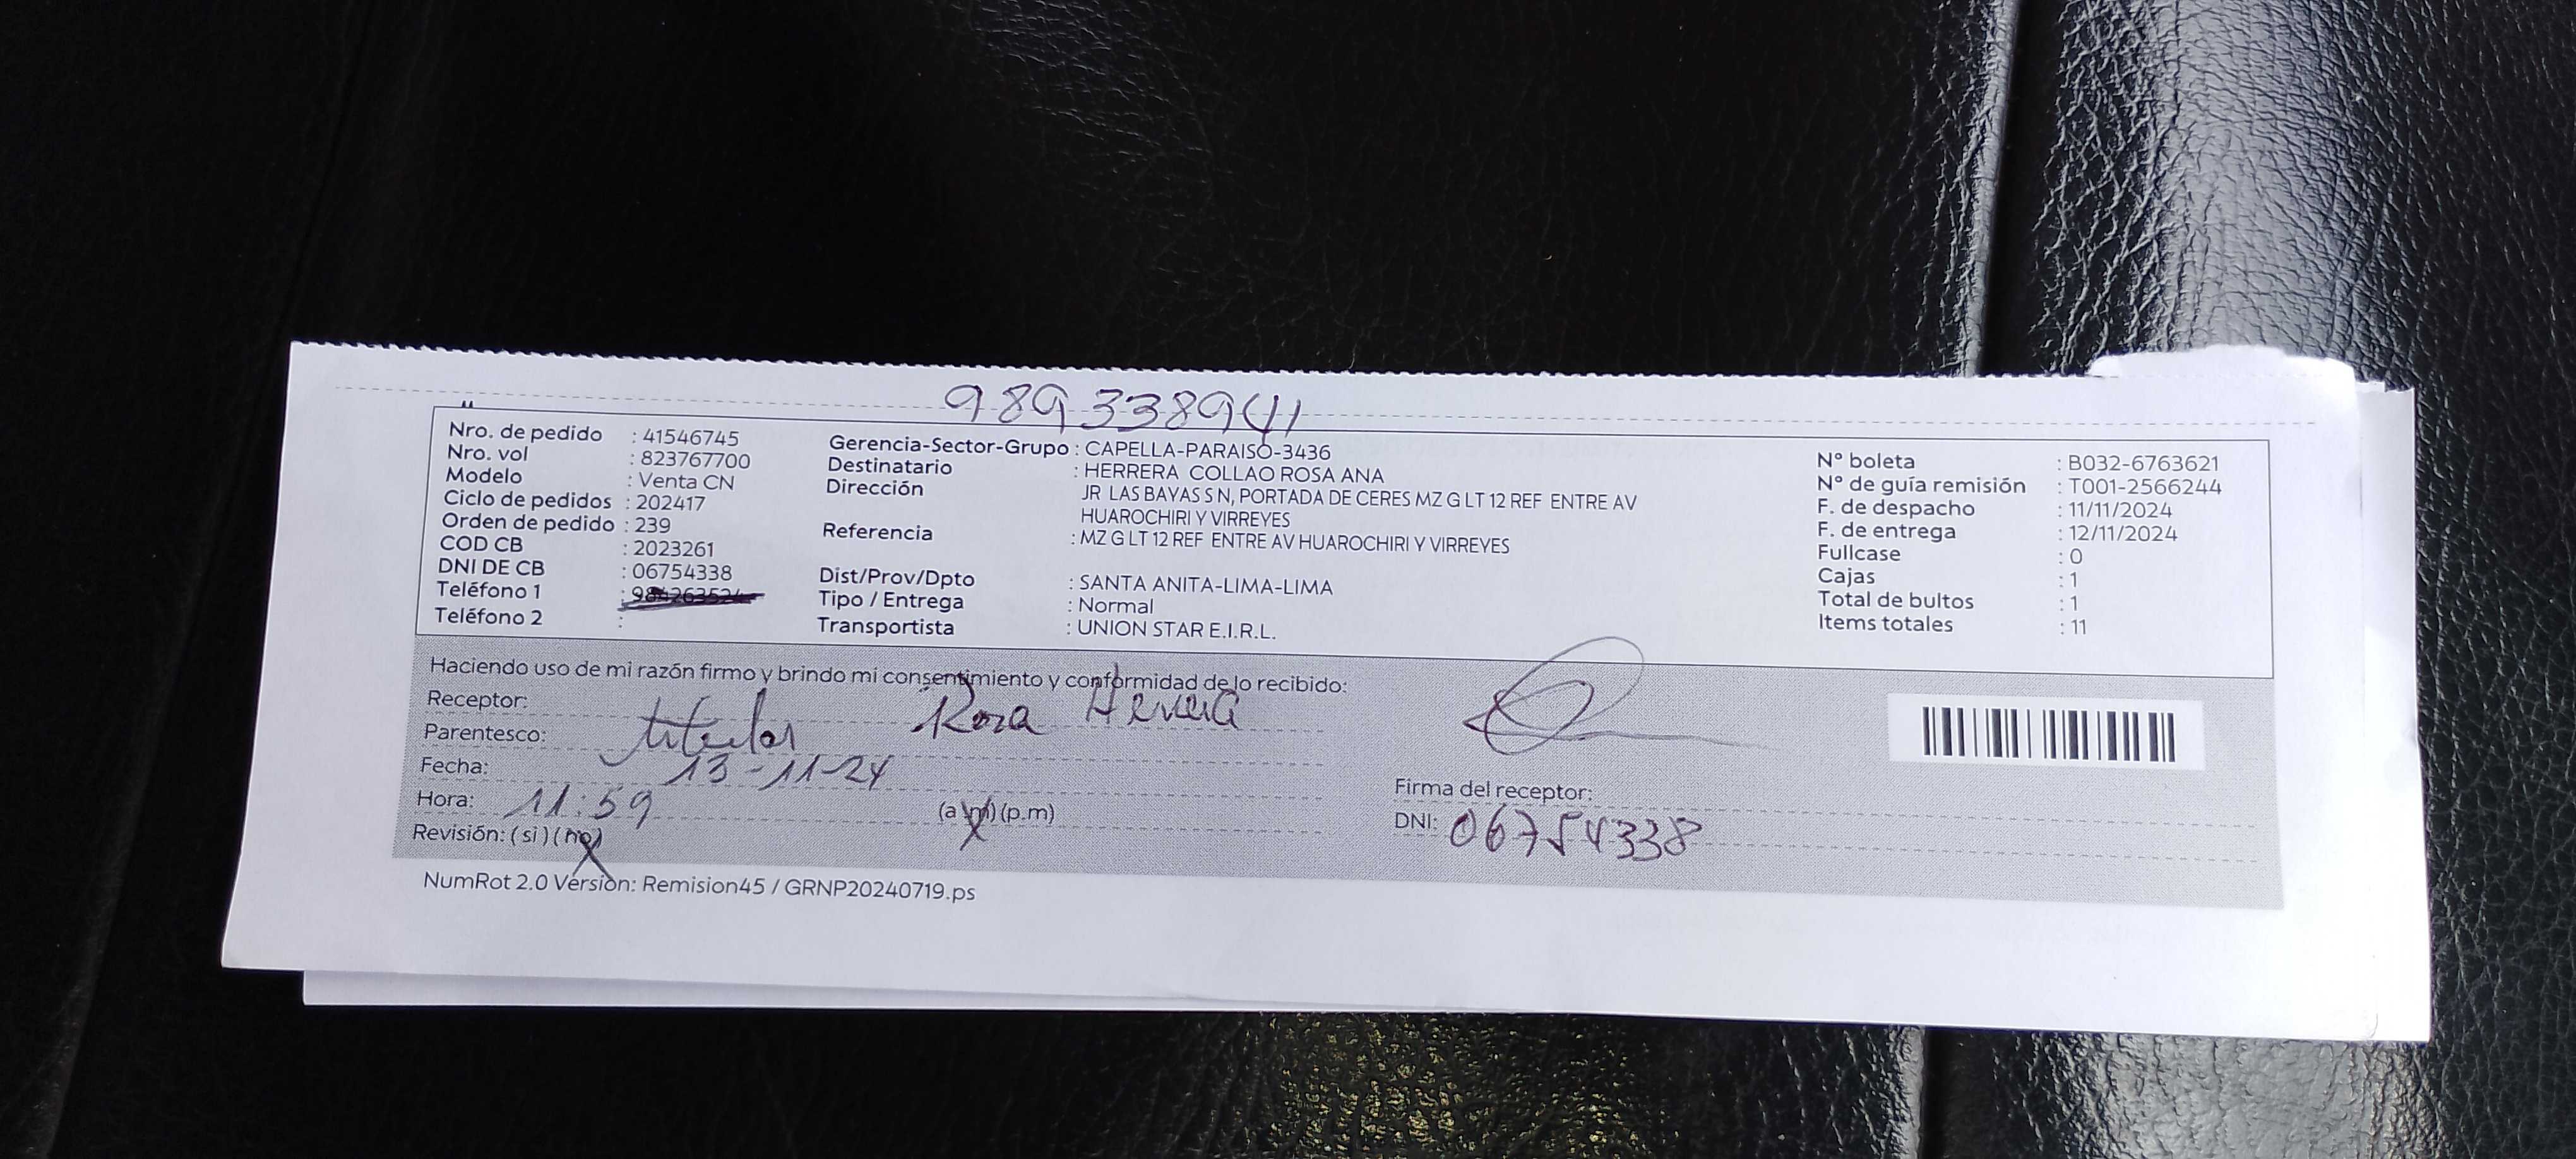 989338941
Nro. de pedido : 41546745
Nro. vol : 823767700
Modelo : Venta CN
Ciclo de pedidos : 202417
Orden de pedido : 239
COD CB : 2023261
DNI DE CB : 06754338
Teléfono 1 : 984263524
Teléfono 2 :
Gerencia-Sector-Grupo : CAPELLA-PARAISO-3436
Destinatario : HERRERA COLLAO ROSA ANA
Dirección JR LAS BAYAS S N, PORTADA DE CERES MZ G LT 12 REF ENTRE AV
HUAROCHIRI Y VIRREYES
Referencia : MZ G LT 12 REF ENTRE AV HUAROCHIRI Y VIRREYES
Dist/Prov/Dpto : SANTA ANITA-LIMA-LIMA
Tipo / Entrega : Normal
Transportista : UNION STAR E.I.R.L.
N° boleta : B032-6763621
N° de guía remisión : T001-2566244
F. de despacho : 11/11/2024
F. de entrega : 12/11/2024
Fullcase : 0
Cajas : 1
Total de bultos : 1
Items totales : 11
Haciendo uso de mi razón firmo y brindo mi consentimiento y conformidad de lo recibido:
Receptor: Rosa Herrera
Parentesco: titular
Fecha: 13-11-24
Hora: 11:59 (a.m) (p.m)
Revisión: (si) (no)
Firma del receptor:
DNI: 06754338
NumRot 2.0 Versión: Remision45 / GRNP20240719.ps